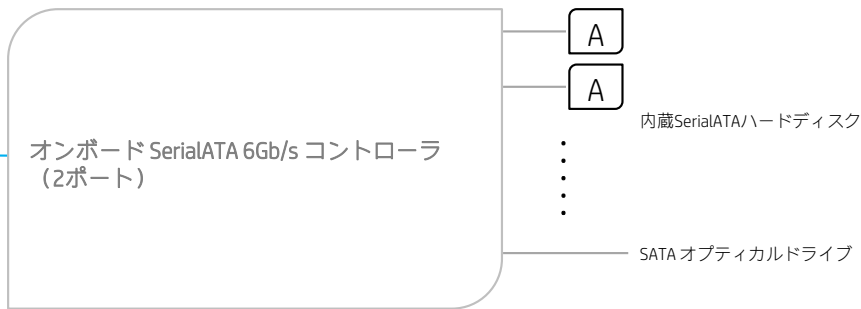 A
A
内蔵SerialATAハードディスク
オンボード SerialATA 6Gb/s コントローラ
（2ポート）
SATA オプティカルドライブ